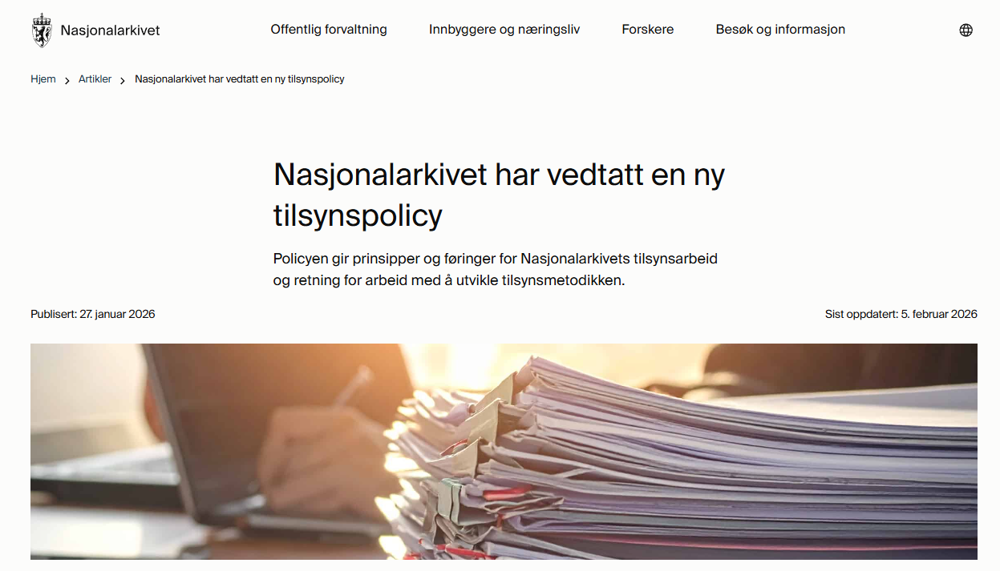 Nasjonalarkivet
Offentlig forvaltning
Innbyggere og næringsliv
Forskere
Besøk og informasjon
Hjem
Artikler
Nasjonalarkivet har vedtatt en ny tilsynspolicy
Nasjonalarkivet har vedtatt en ny
tilsynspolicy
Policyen gir prinsipper og føringer for Nasjonalarkivets tilsynsarbeid
og retning for arbeid med å utvikle tilsynsmetodikken.
Publisert: 27. januar 2026
Sist oppdatert: 5. februar 2026